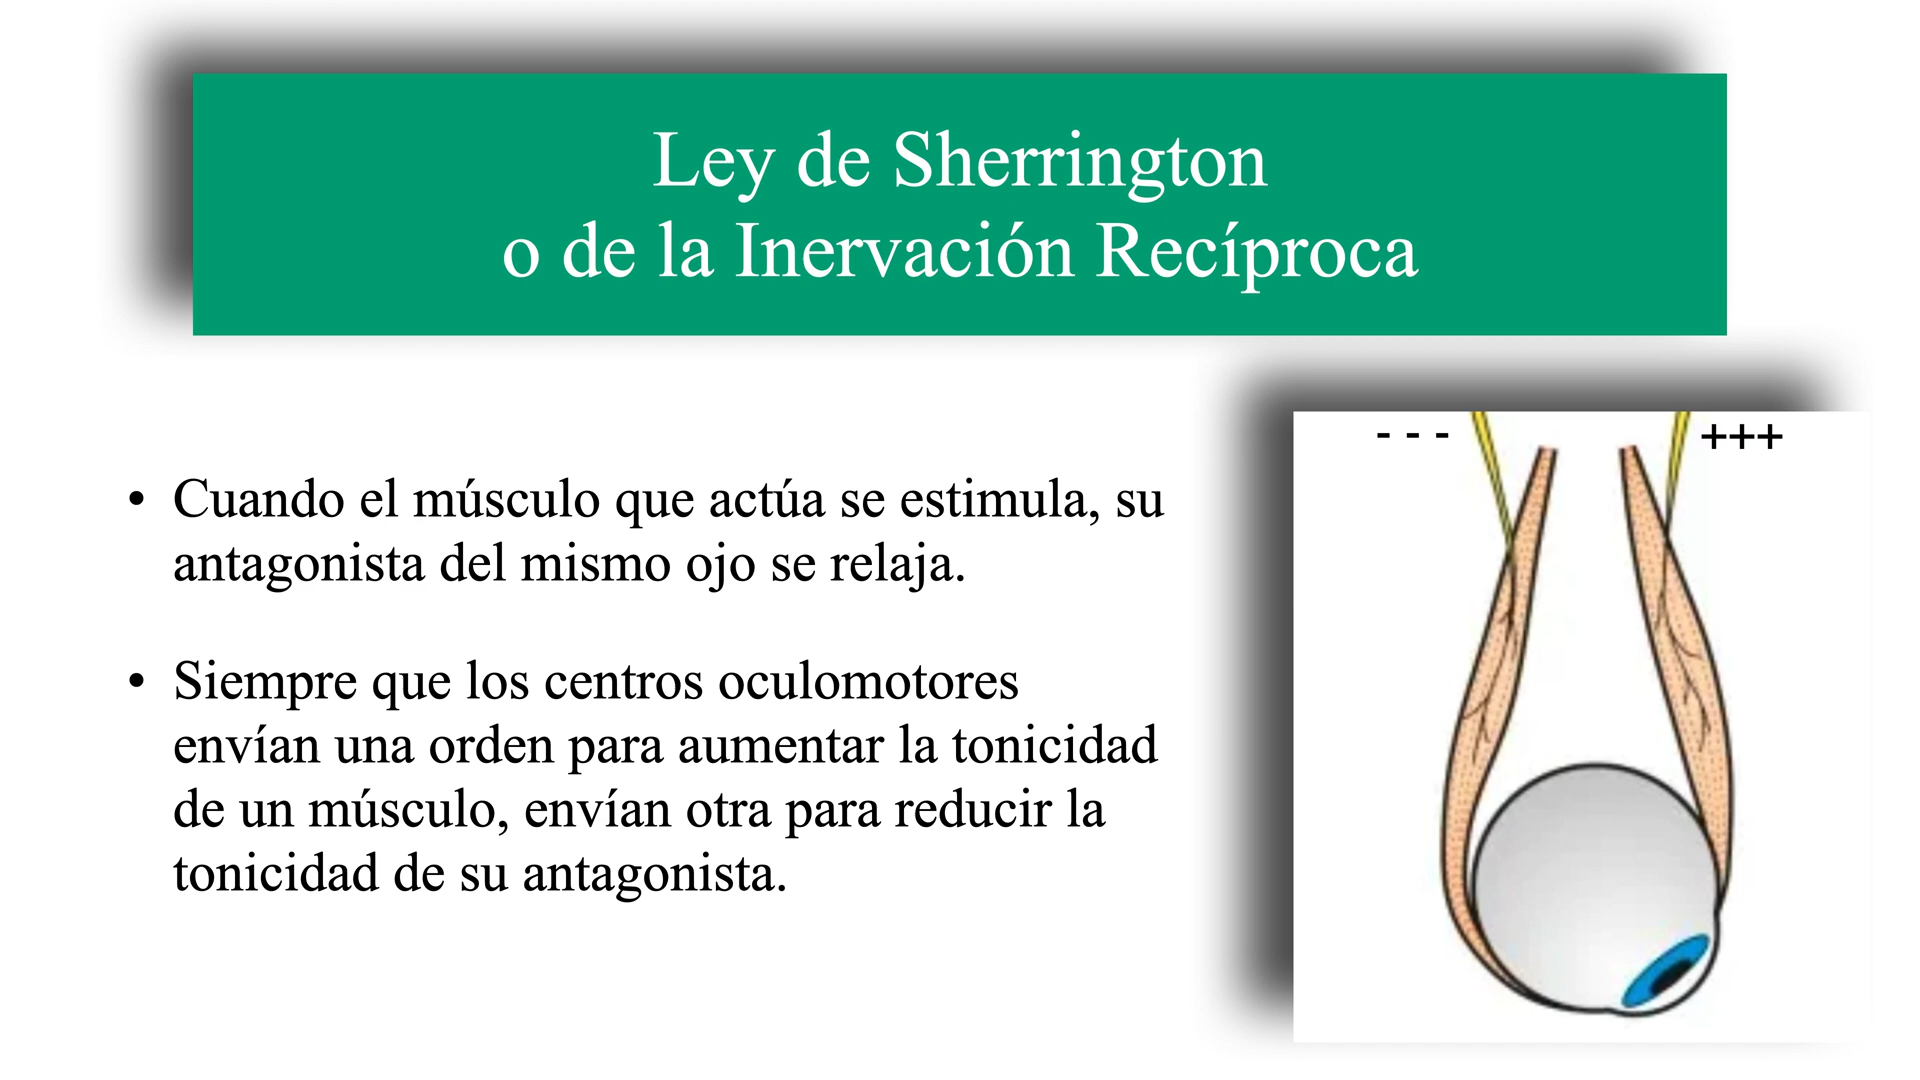 Ley de Sherrington
o de la Inervación Recíproca
- - -
+++
• Cuando el músculo que actúa se estimula, su
antagonista del mismo ojo se relaja.
• Siempre que los centros oculomotores
envían una orden para aumentar la tonicidad
de un músculo, envían otra para reducir la
tonicidad de su antagonista.